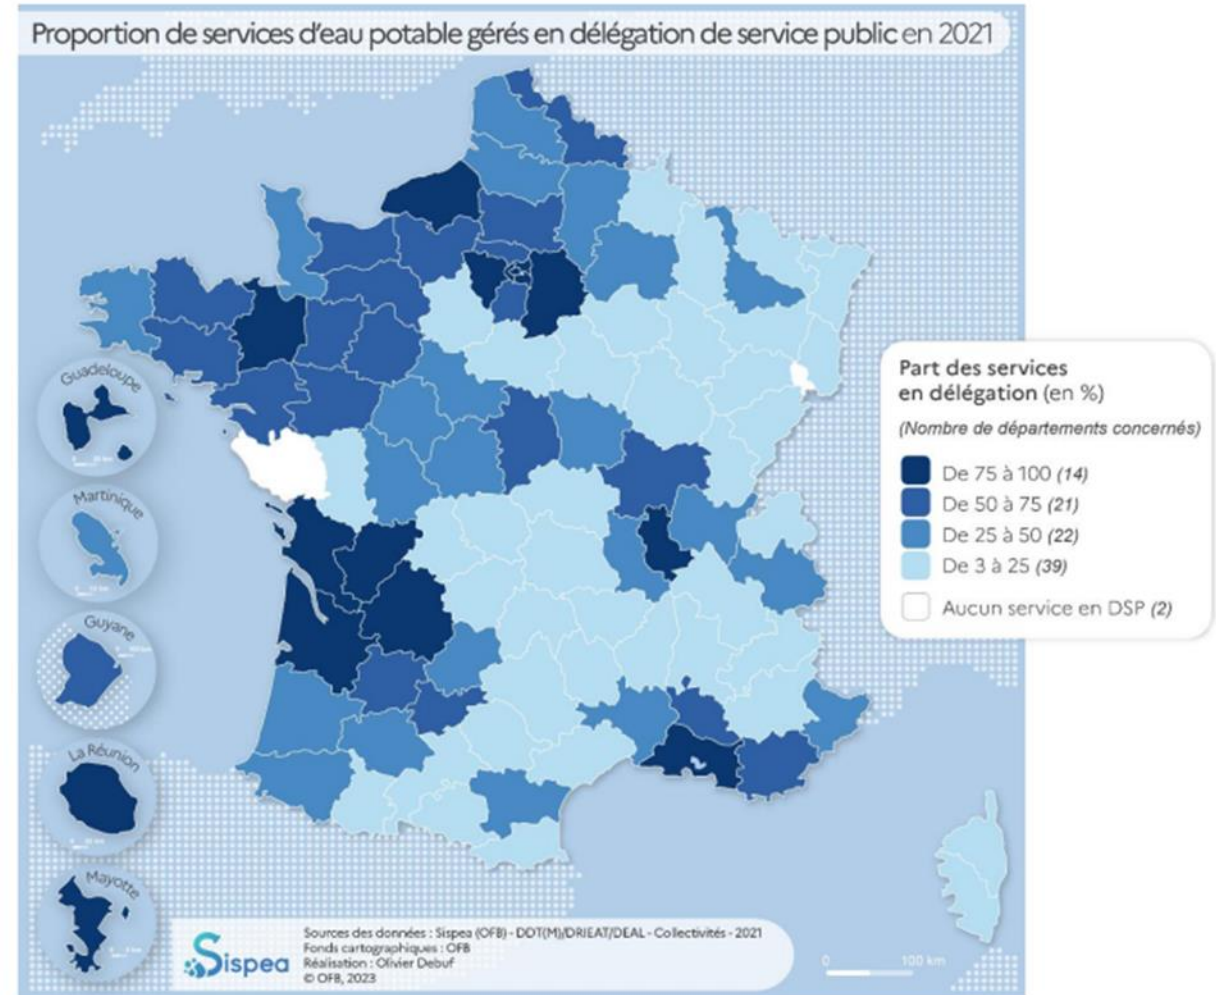 Proportion de services d'eau potable gérés en délégation de service public en 2021
Part des services
en délégation (en %)
(Nombre de départements concernés)
De 75 à 100 (14)
De 50 à 75 (21)
De 25 à 50 (22)
De 3 à 25 (39)
Aucun service en DSP (2)
Guadeloupe
Martinique
Guyane
La Réunion
Mayotte
Sispea
Sources des données : Sispea (OFB) - DDT(M)/DRIEAT/DEAL - Collectivités - 2021
Fonds cartographiques : OFB
Réalisation : Olivier Debuf
© OFB, 2023
0 100 km